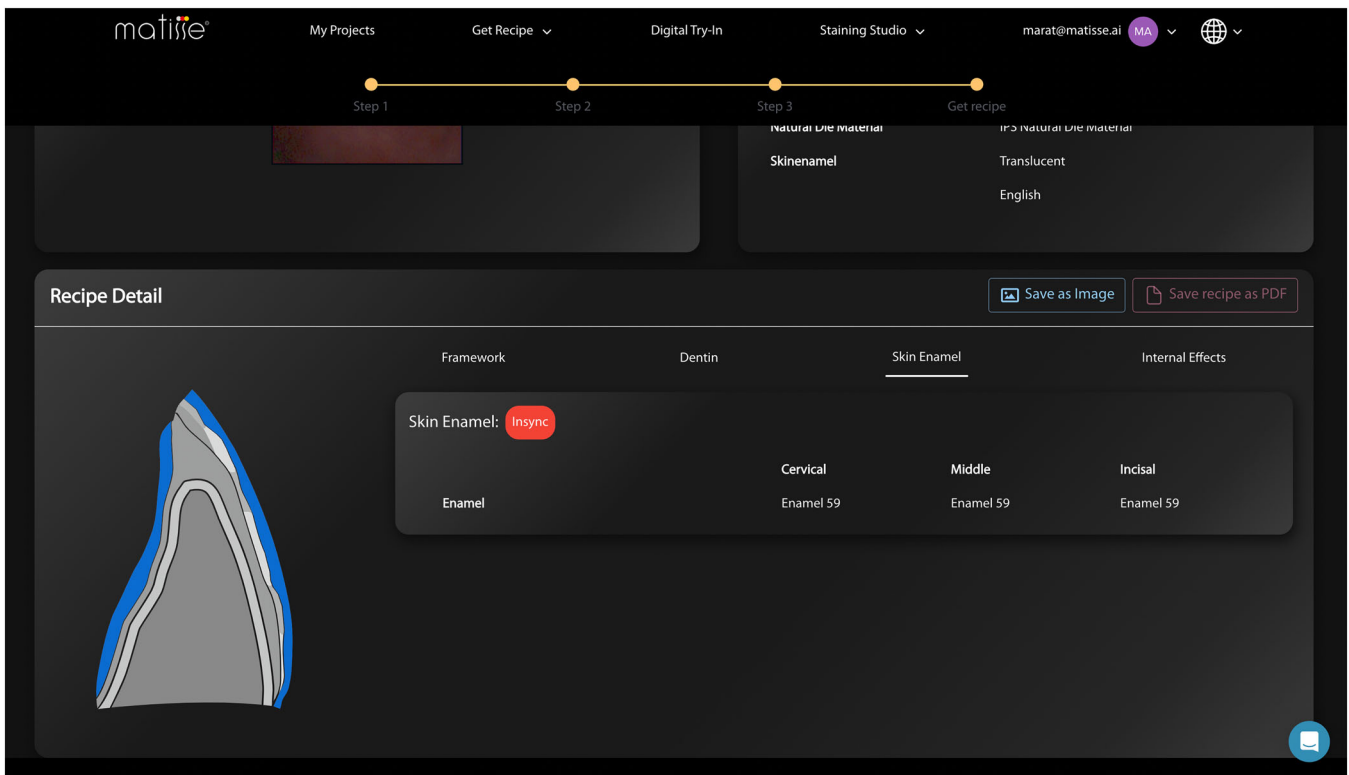 matisse
My Projects
Get Recipe
Digital Try-In
Staining Studio
marat@matisse.ai
MA
Step 1
Step 2
Step 3
Get recipe
Natural Die Material
IPS Natural Die Material
Skinenamel
Translucent
English
Recipe Detail
Save as Image
Save recipe as PDF
Framework
Dentin
Skin Enamel
Internal Effects
Skin Enamel: Insync
Cervical
Middle
Incisal
Enamel
Enamel 59
Enamel 59
Enamel 59